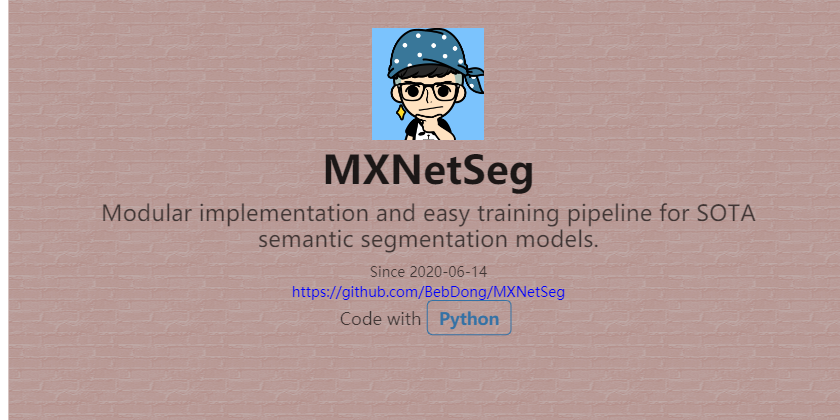 MXNetSeg
Modular implementation and easy training pipeline for SOTA
semantic segmentation models.
Since 2020-06-14
https://github.com/BebDong/MXNetSeg
Code with Python